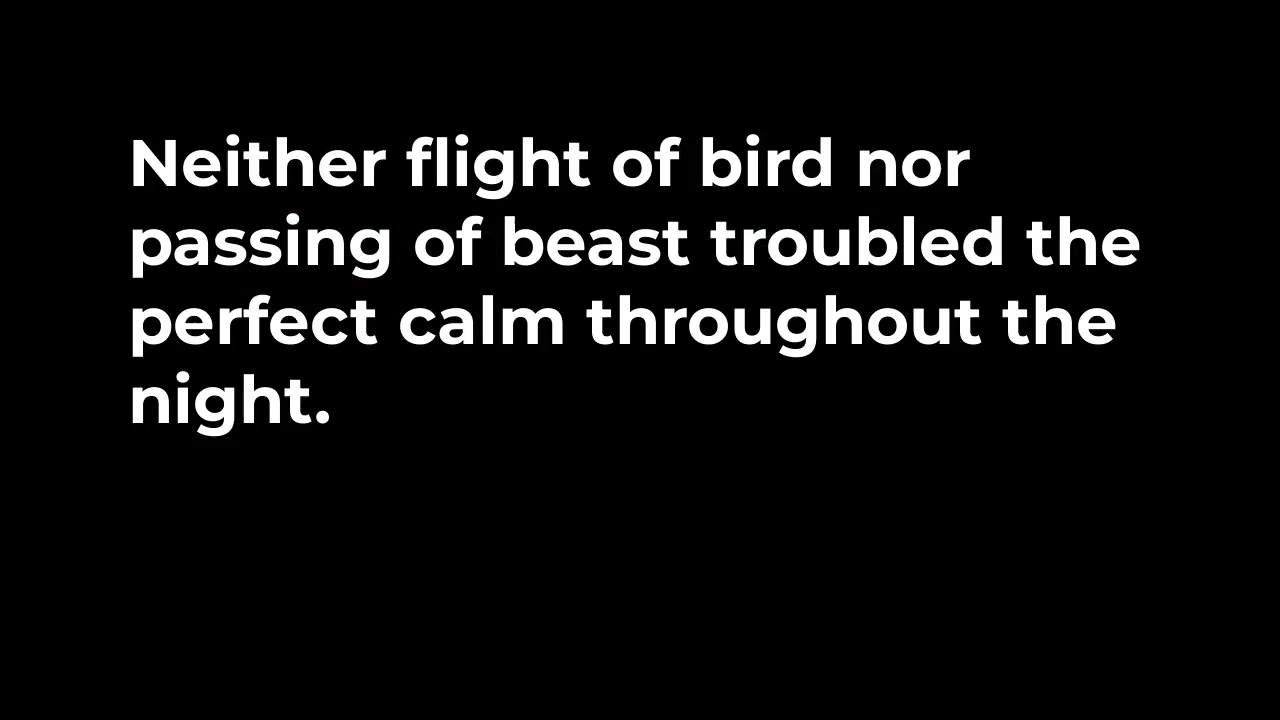 Neither flight of bird nor
passing of beast troubled the
perfect calm throughout the
night.